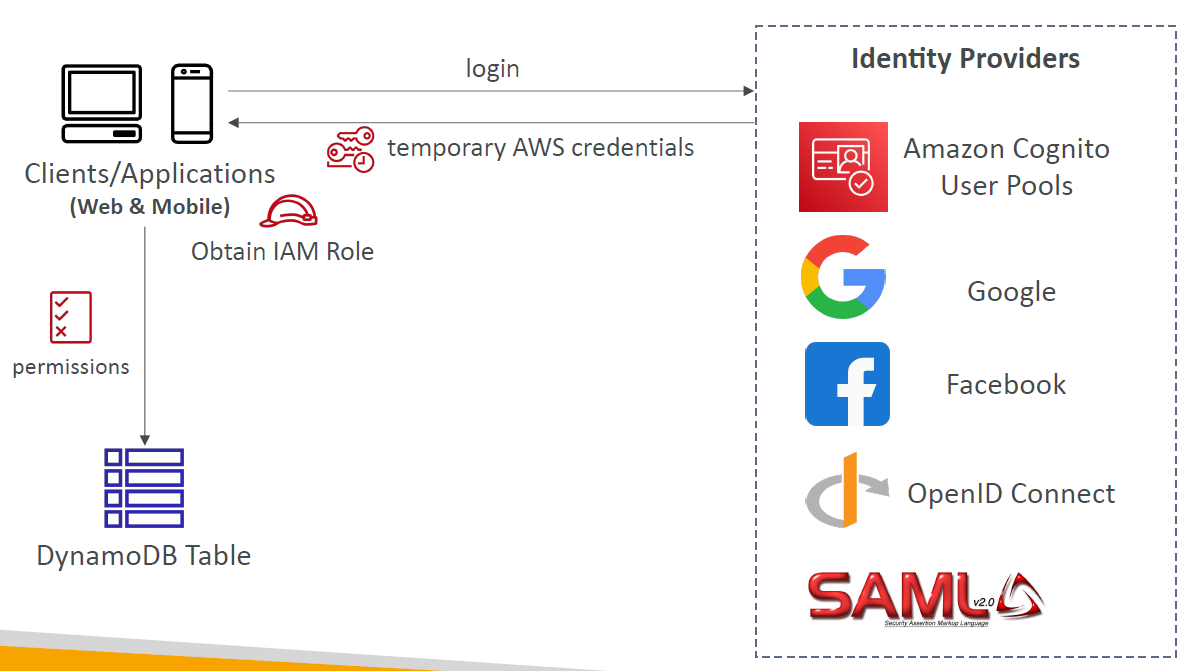 login
Identity Providers
temporary AWS credentials
Clients/Applications
(Web & Mobile)
Obtain IAM Role
permissions
DynamoDB Table
Amazon Cognito
User Pools
Google
Facebook
OpenID Connect
SAML v2.0
Security Assertion Markup Language